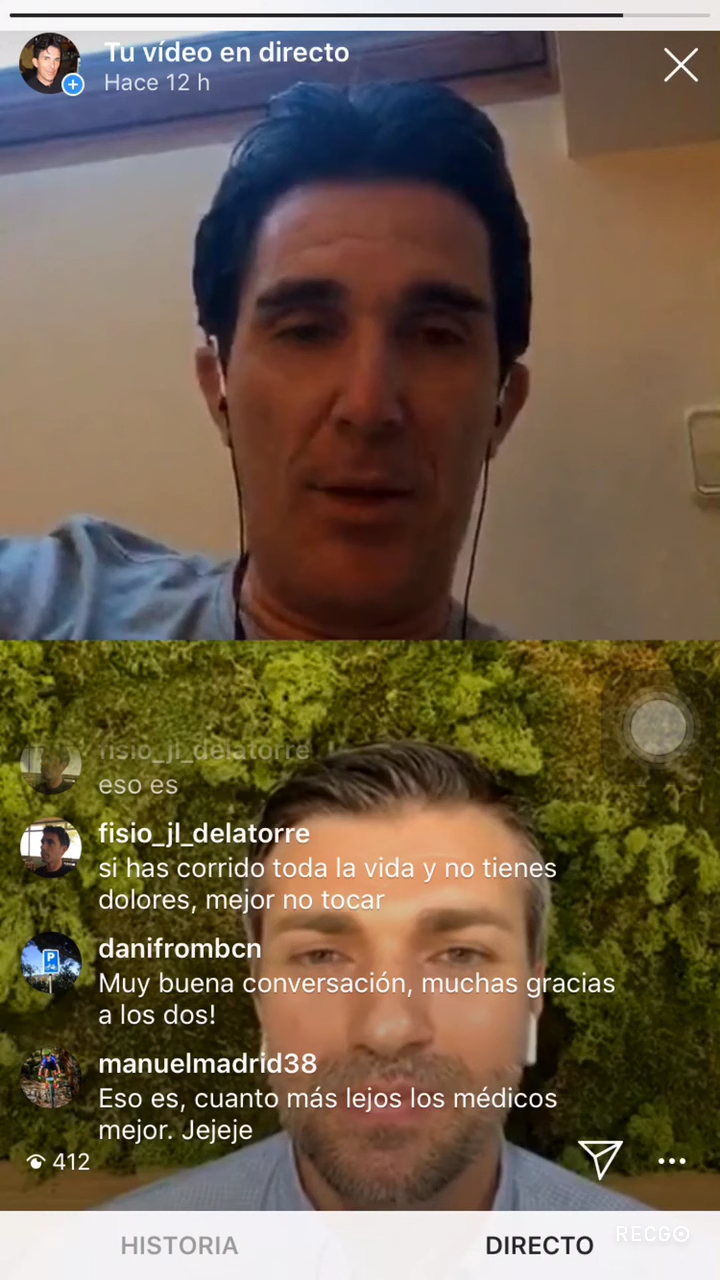 Tu vídeo en directo
Hace 12 h
fisio_jl_delatorre
eso es
fisio_jl_delatorre
si has corrido toda la vida y no tienes
dolores, mejor no tocar
danifrombcn
Muy buena conversación, muchas gracias
a los dos!
manuelmadrid38
Eso es, cuanto más lejos los médicos
mejor. Jejeje
412
HISTORIA
DIRECTO
RECGO